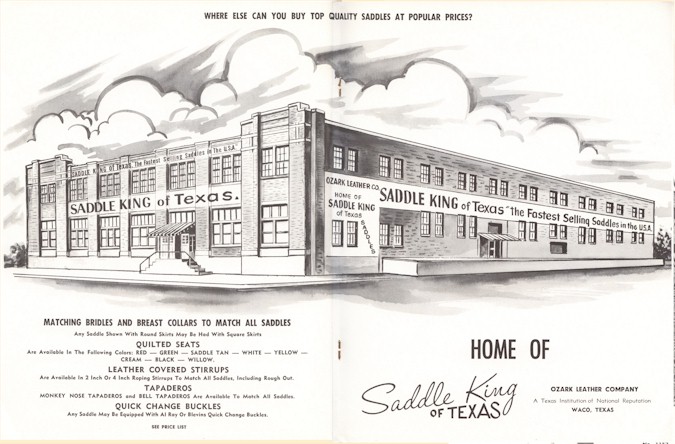 WHERE ELSE CAN YOU BUY TOP QUALITY SADDLES AT POPULAR PRICES?
SADDLE KING of Texas "the Fastest Selling Saddles in the U.S.A."
SADDLE KING of Texas.
OZARK LEATHER CO.
HOME OF
SADDLE KING
of Texas
SADDLES
SADDLE KING of Texas "the Fastest Selling Saddles in the U.S.A.
MATCHING BRIDLES AND BREAST COLLARS TO MATCH ALL SADDLES
Any Saddle Shown With Round Skirts May Be Had With Square Skirts
QUILTED SEATS
Are Available In The Following Colors: RED — GREEN — SADDLE TAN — WHITE — YELLOW —
CREAM — BLACK — WILLOW.
LEATHER COVERED STIRRUPS
Are Available In 2 Inch Or 4 Inch Roping Stirrups To Match All Saddles, Including Rough Out.
TAPADEROS
MONKEY NOSE TAPADEROS and BELL TAPADEROS Are Available To Match All Saddles.
QUICK CHANGE BUCKLES
Any Saddle May Be Equipped With Al Ray Or Blevins Quick Change Buckles.
SEE PRICE LIST
HOME OF
Saddle King
OF TEXAS
OZARK LEATHER COMPANY
A Texas Institution of National Reputation
WACO, TEXAS